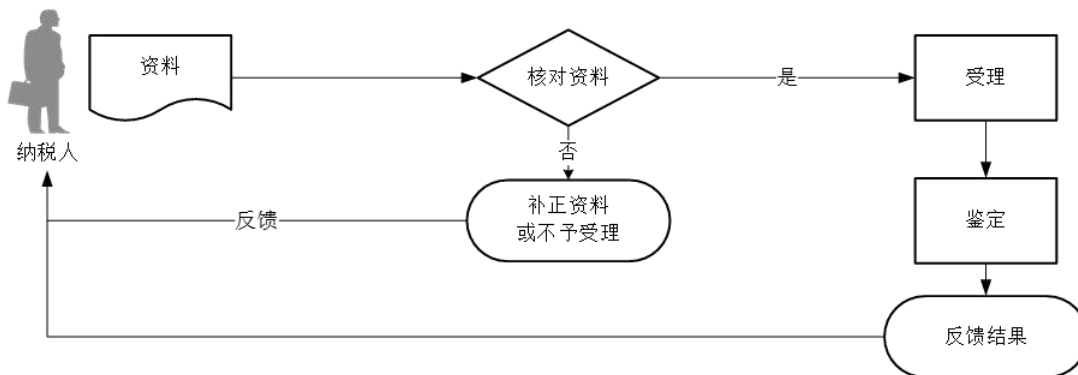 资料
核对资料
是
受理
纳税人
否
补正资料
或不予受理
反馈
鉴定
反馈结果